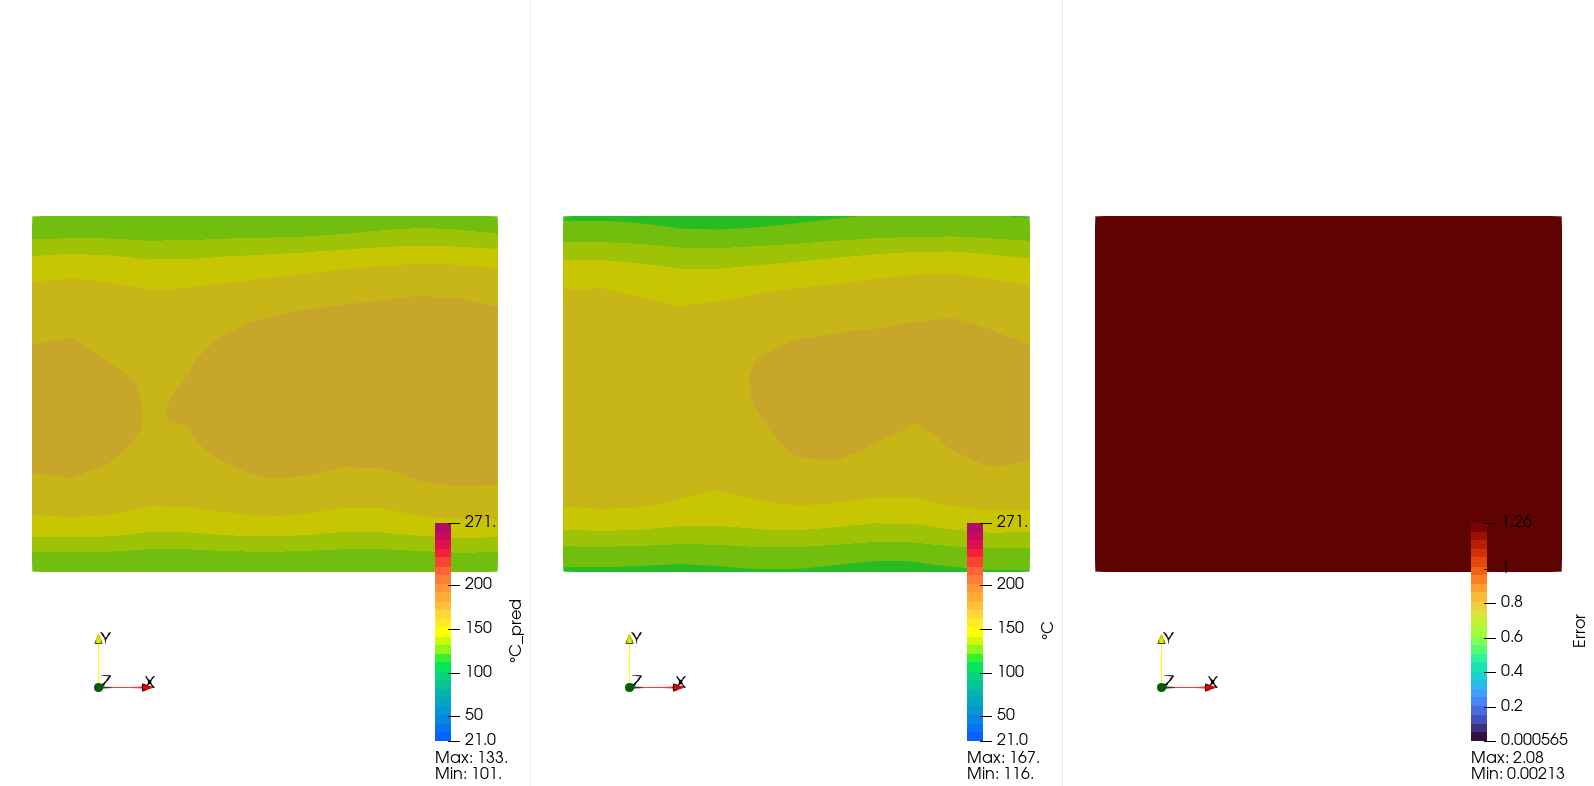 271.
200
150
100
50
21.0
°C_pred
Max: 133.
Min: 101.
Y
Z
X
271.
200
150
100
50
21.0
°C
Max: 167.
Min: 116.
Y
Z
X
1.26
1
0.8
0.6
0.4
0.2
0.000565
Error
Max: 2.08
Min: 0.00213
Y
Z
X